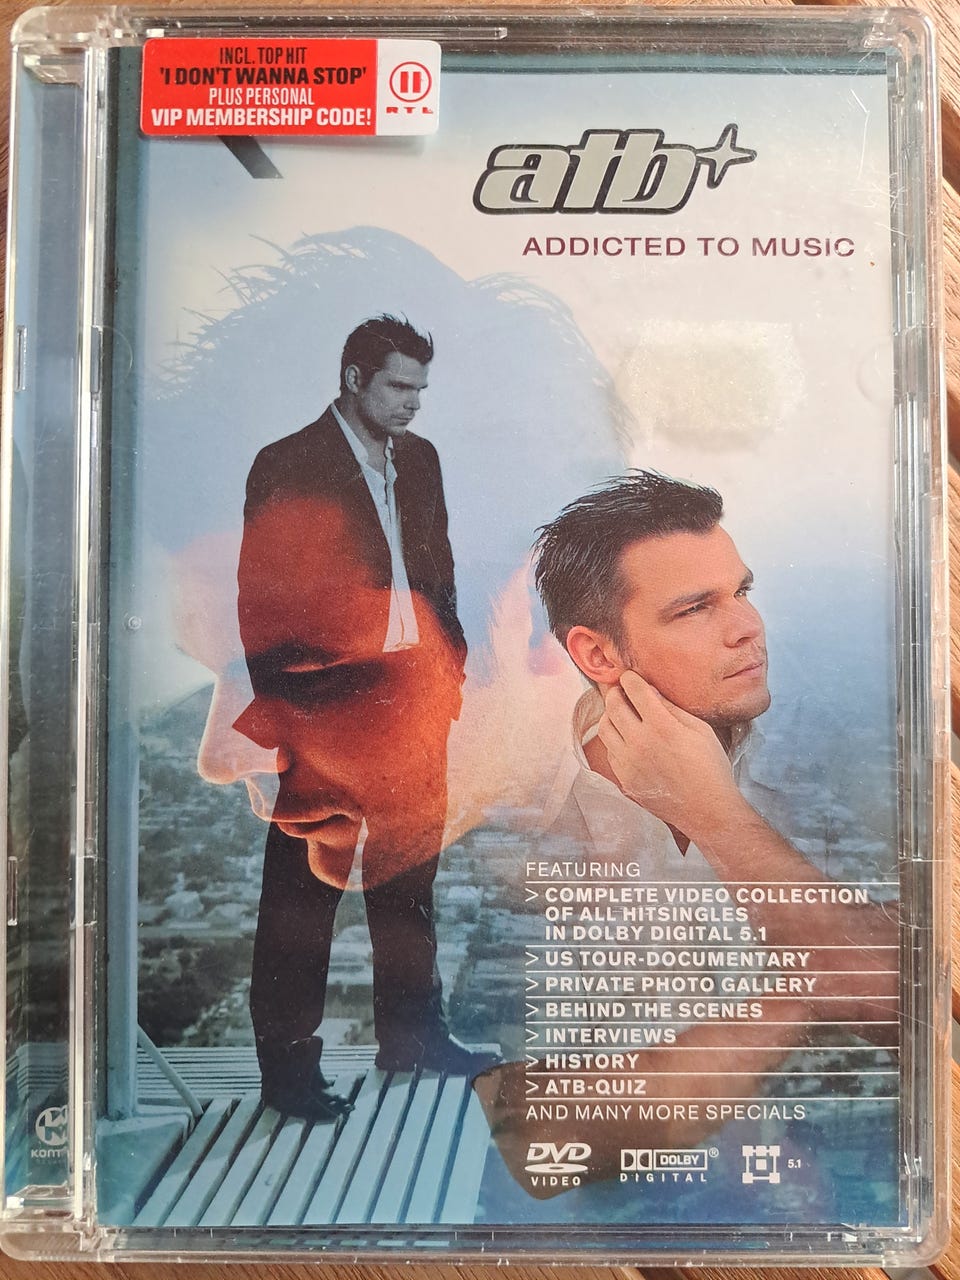 INCL. TOP HIT
'I DON'T WANNA STOP'
PLUS PERSONAL
VIP MEMBERSHIP CODE!
RTL
atb
ADDICTED TO MUSIC
FEATURING
> COMPLETE VIDEO COLLECTION
OF ALL HITSINGLES
IN DOLBY DIGITAL 5.1
> US TOUR-DOCUMENTARY
> PRIVATE PHOTO GALLERY
> BEHIND THE SCENES
> INTERVIEWS
> HISTORY
> ATB-QUIZ
AND MANY MORE SPECIALS
DVD
VIDEO
DOLBY®
DIGITAL
5.1